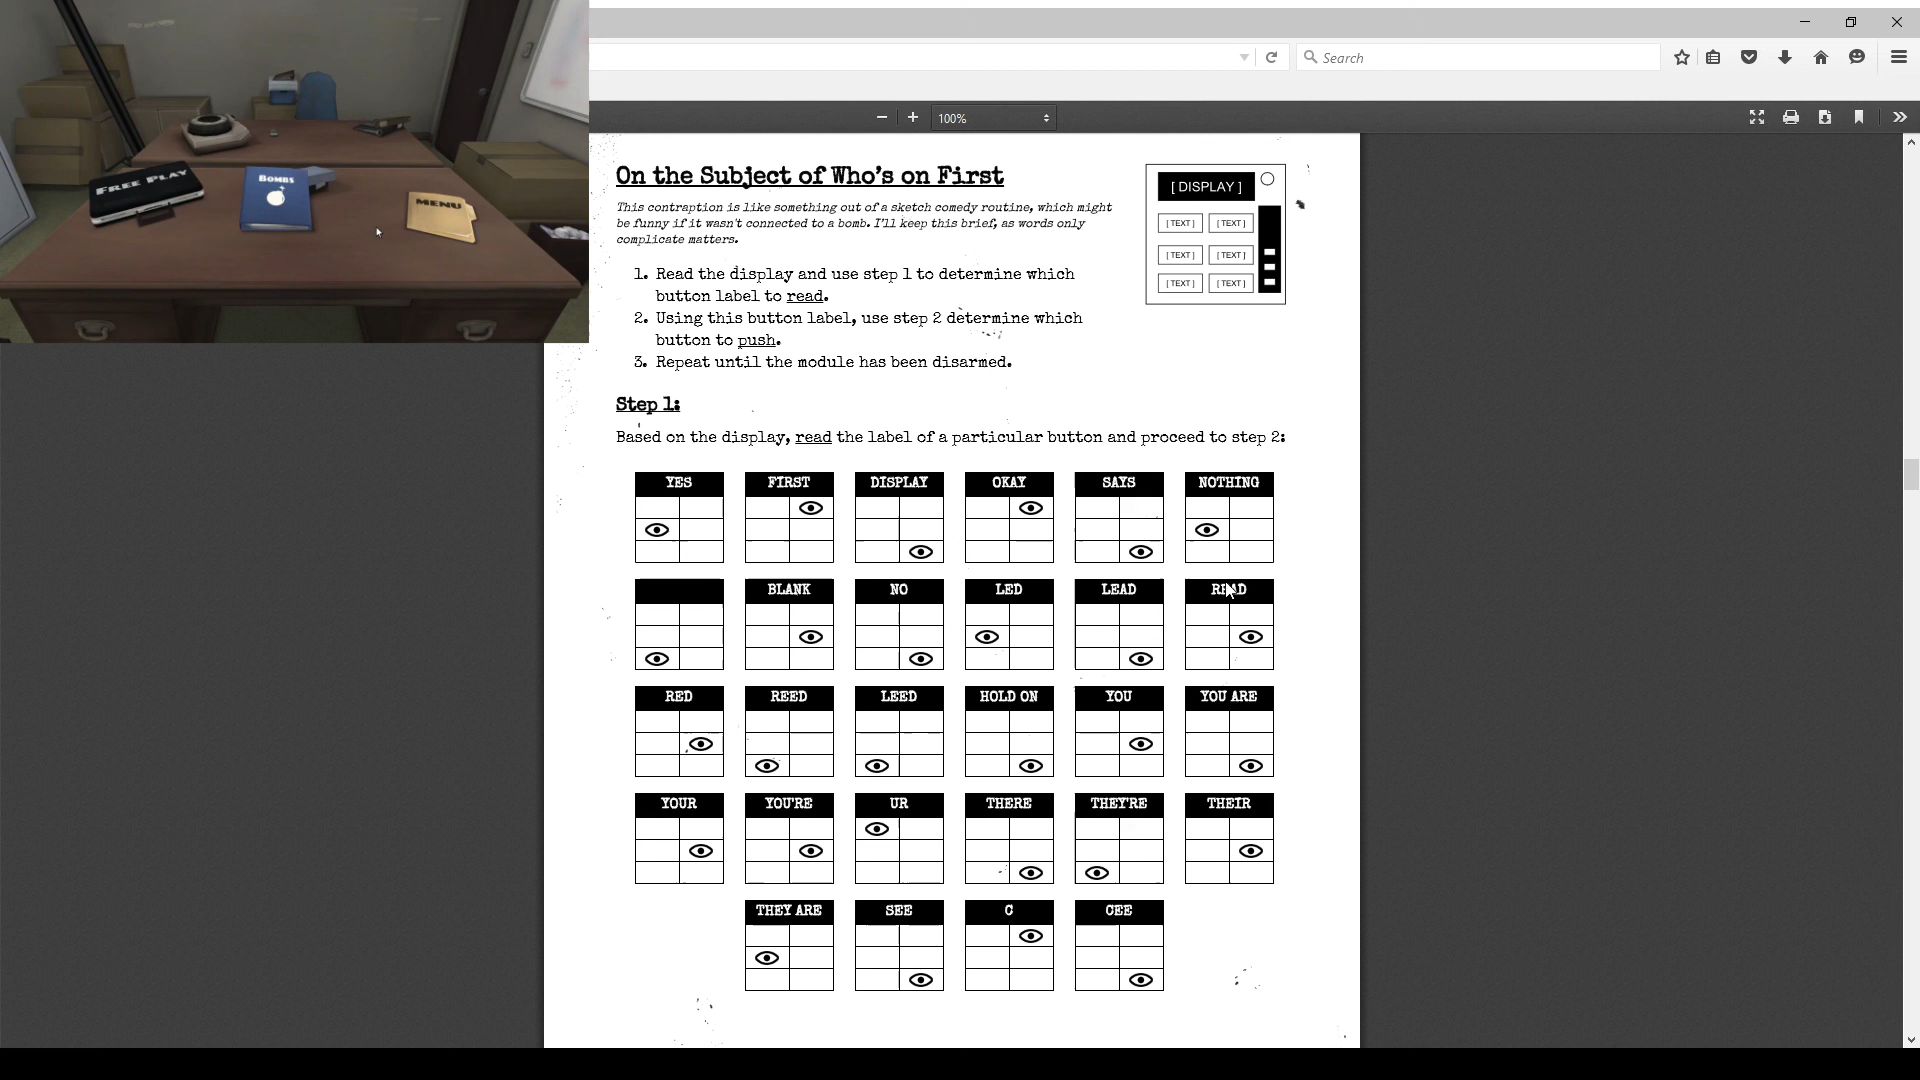 FREE PLAY
BOMBS
MENU
Search
100%
On the Subject of Who's on First
This contraption is like something out of a sketch comedy routine, which might
be funny if it wasn't connected to a bomb. I'll keep this brief, as words only
complicate matters.
[ DISPLAY ]
[ TEXT ] [ TEXT ]
[ TEXT ] [ TEXT ]
[ TEXT ] [ TEXT ]
1. Read the display and use step 1 to determine which
button label to read.
2. Using this button label, use step 2 determine which
button to push.
3. Repeat until the module has been disarmed.
Step 1:
Based on the display, read the label of a particular button and proceed to step 2:
YES FIRST DISPLAY OKAY SAYS NOTHING
BLANK NO LED LEAD READ
RED REED LEED HOLD ON YOU YOU ARE
YOUR YOU'RE UR THERE THEY'RE THEIR
THEY ARE SEE C CEE